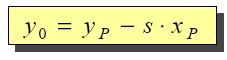 y₀ = y_P − s · x_P